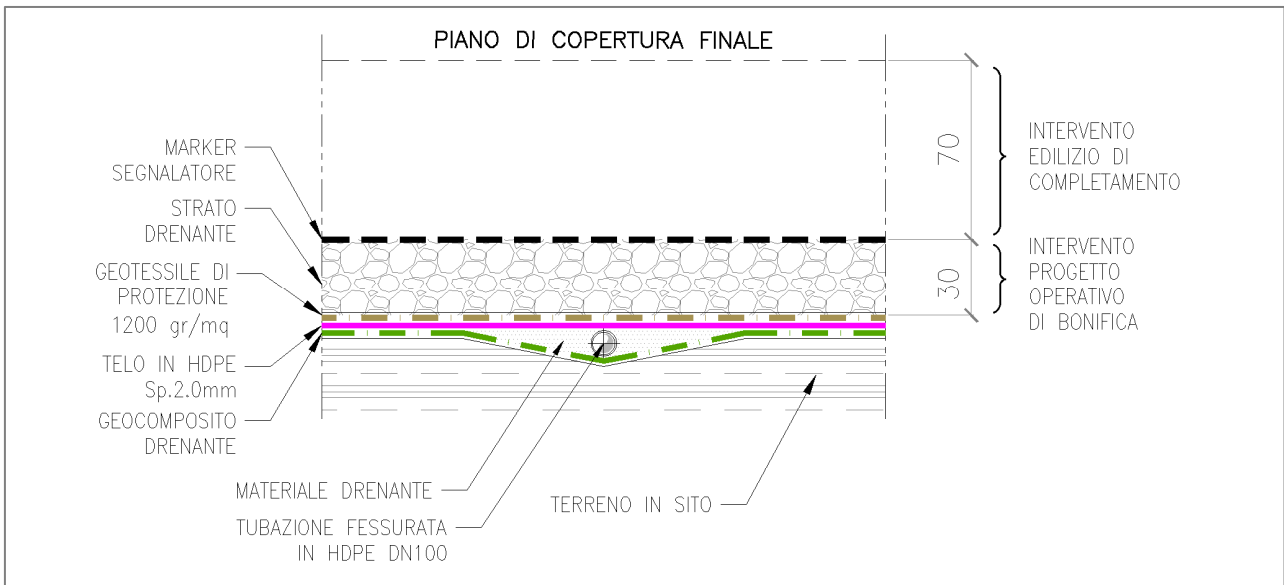 PIANO DI COPERTURA FINALE
MARKER
SEGNALATORE
STRATO
DRENANTE
GEOTESSILE DI
PROTEZIONE
1200 gr/mq
TELO IN HDPE
Sp.2.0mm
GEOCOMPOSITO
DRENANTE
MATERIALE DRENANTE
TUBAZIONE FESSURATA
IN HDPE DN100
TERRENO IN SITO
70
30
INTERVENTO
EDILIZIO DI
COMPLETAMENTO
INTERVENTO
PROGETTO
OPERATIVO
DI BONIFICA